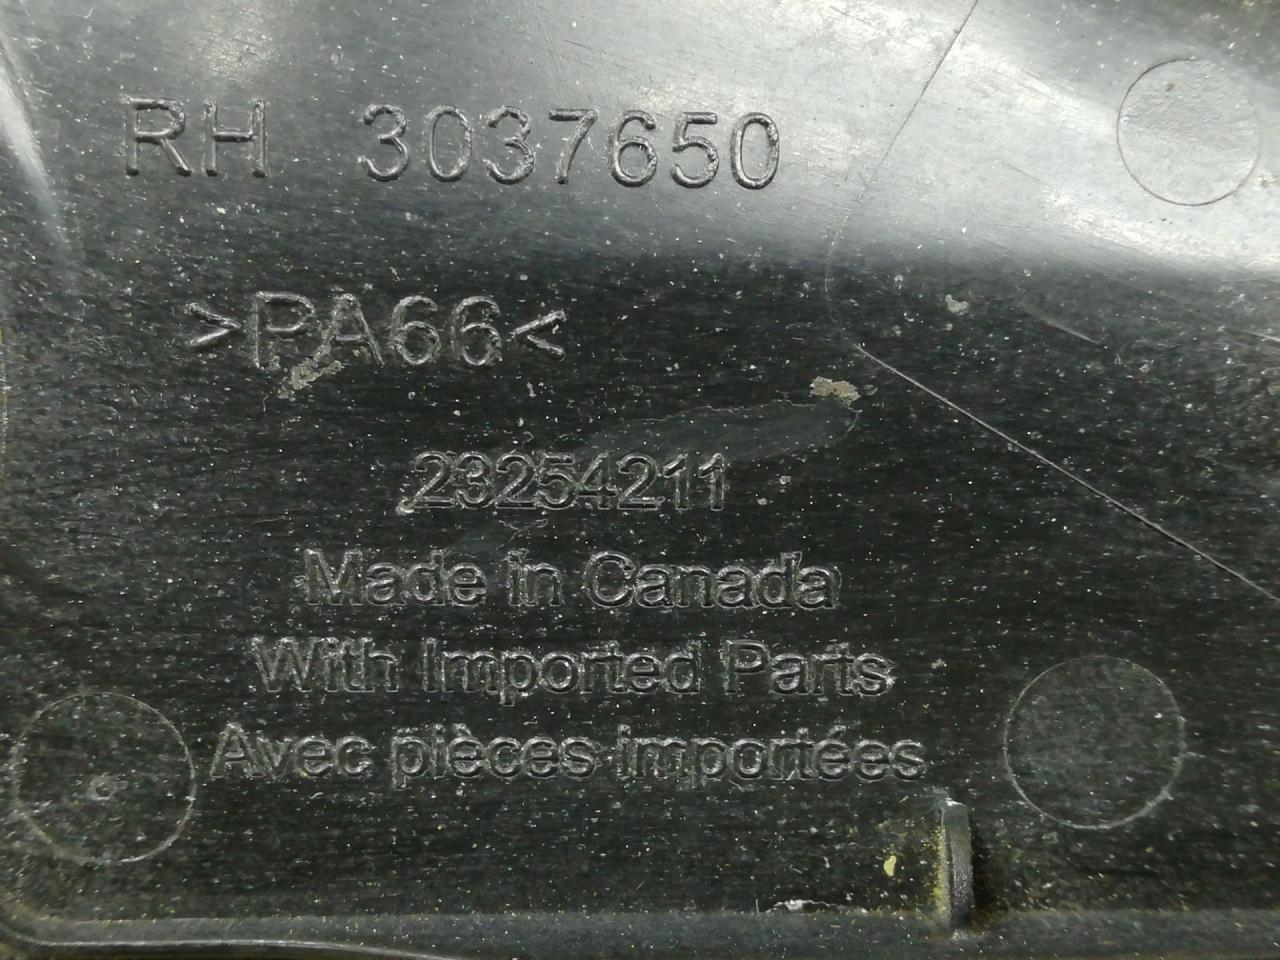 RH 3037650
>PA66<
23254211
Made in Canada
With Imported Parts
Avec pièces importées